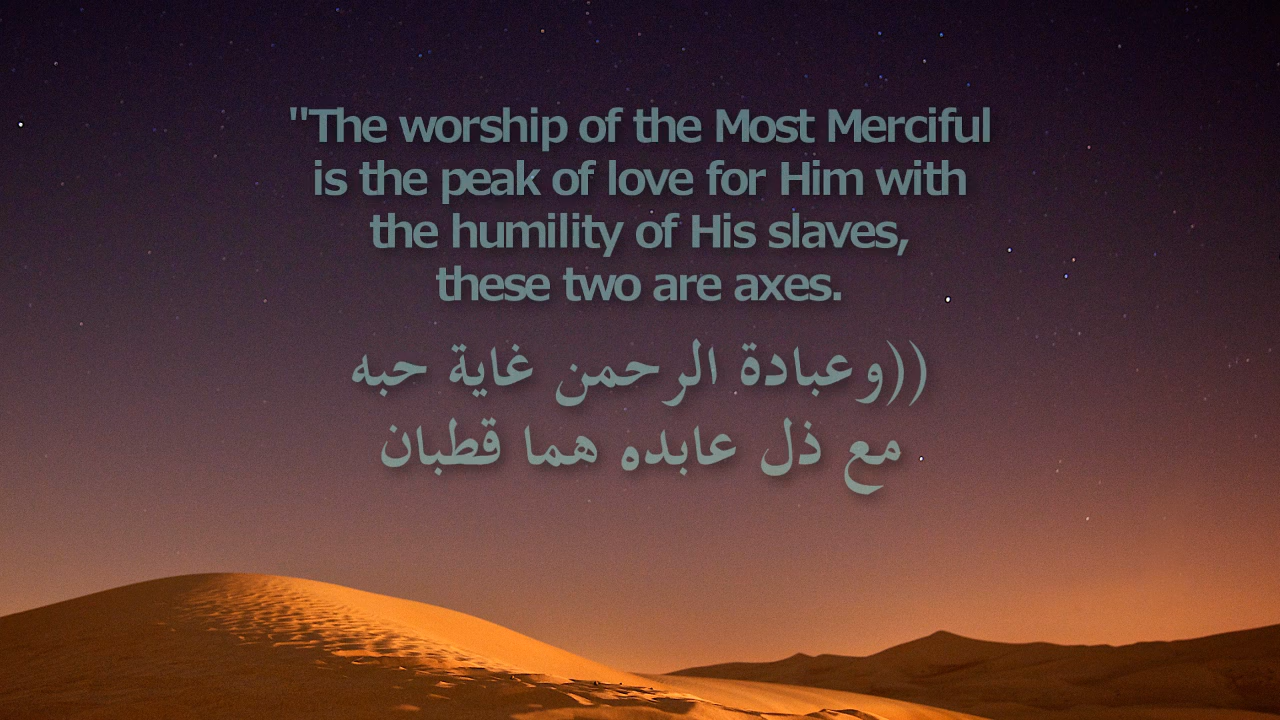 "The worship of the Most Merciful
is the peak of love for Him with
the humility of His slaves,
these two are axes.
((وعبادة الرحمن غاية حبه
مع ذل عابده هما قطبان